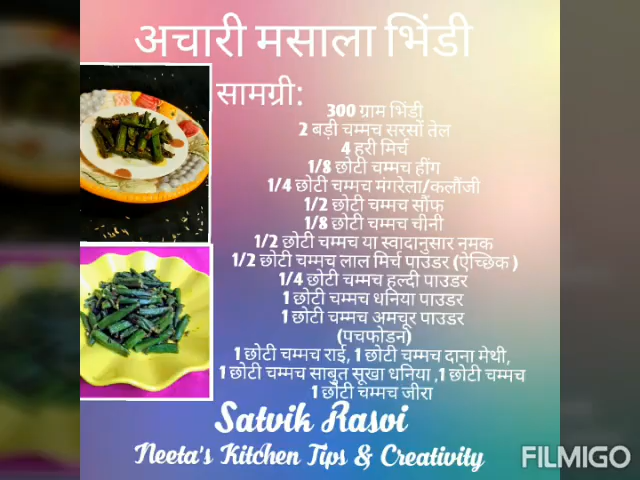 अचारी मसाला भिंडी
सामग्री:
300 ग्राम भिंडी
2 बड़ी चम्मच सरसों तेल
4 हरी मिर्च
1/8 छोटी चम्मच हींग
1/4 छोटी चम्मच मंगरेला/कलौंजी
1/2 छोटी चम्मच सौंफ
1/8 छोटी चम्मच चीनी
1/2 छोटी चम्मच या स्वादानुसार नमक
1/2 छोटी चम्मच लाल मिर्च पाउडर (ऐच्छिक )
1/4 छोटी चम्मच हल्दी पाउडर
1 छोटी चम्मच धनिया पाउडर
1 छोटी चम्मच अमचूर पाउडर
(पचफोडन)
1 छोटी चम्मच राई, 1 छोटी चम्मच दाना मेथी,
1 छोटी चम्मच साबुत सूखा धनिया ,1 छोटी चम्मच
1 छोटी चम्मच जीरा
Satvik Rasoi
Neeta's Kitchen Tips & Creativity
FILMIGO